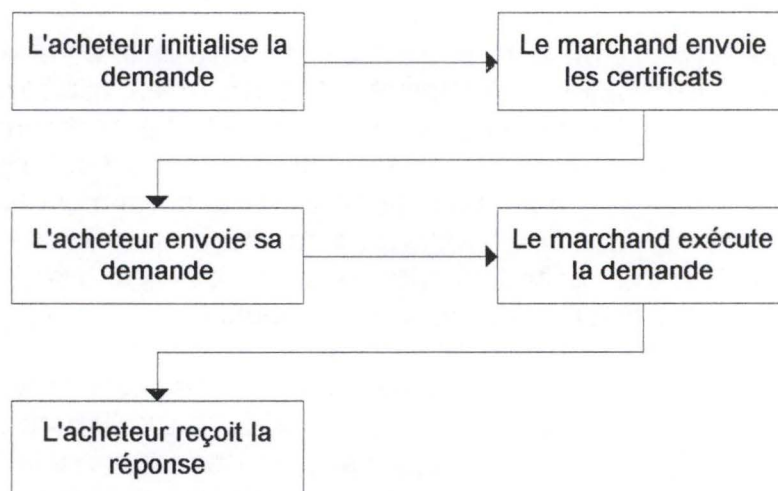 L'acheteur initialise la
demande
Le marchand envoie
les certificats
L'acheteur envoie sa
demande
Le marchand exécute
la demande
L'acheteur reçoit la
réponse